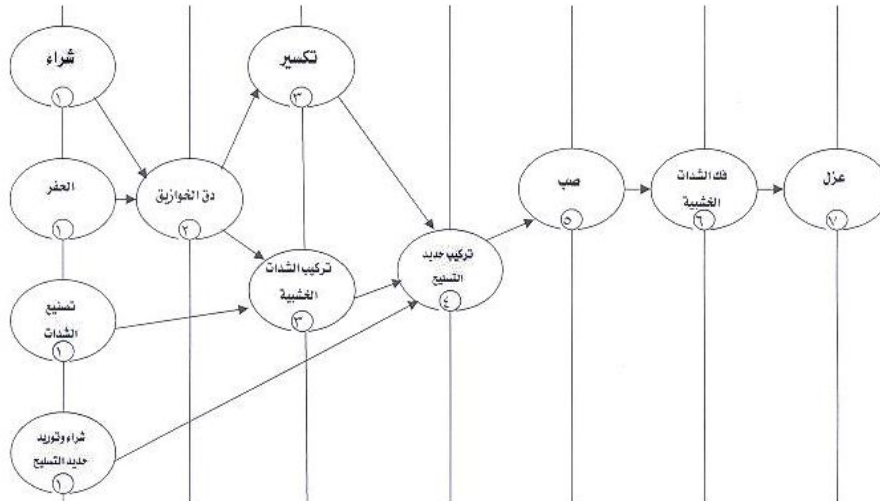 شراء
١
الحفر
١
تصنيع
الشدات
١
شراء وتوريد
حديد التسليح
١
دق الخوازيق
٢
تكسير
٣
تركيب الشدات
الخشبية
٣
تركيب حديد
التسليح
٤
صب
٥
فك الشدات
الخشبية
٦
عزل
٧